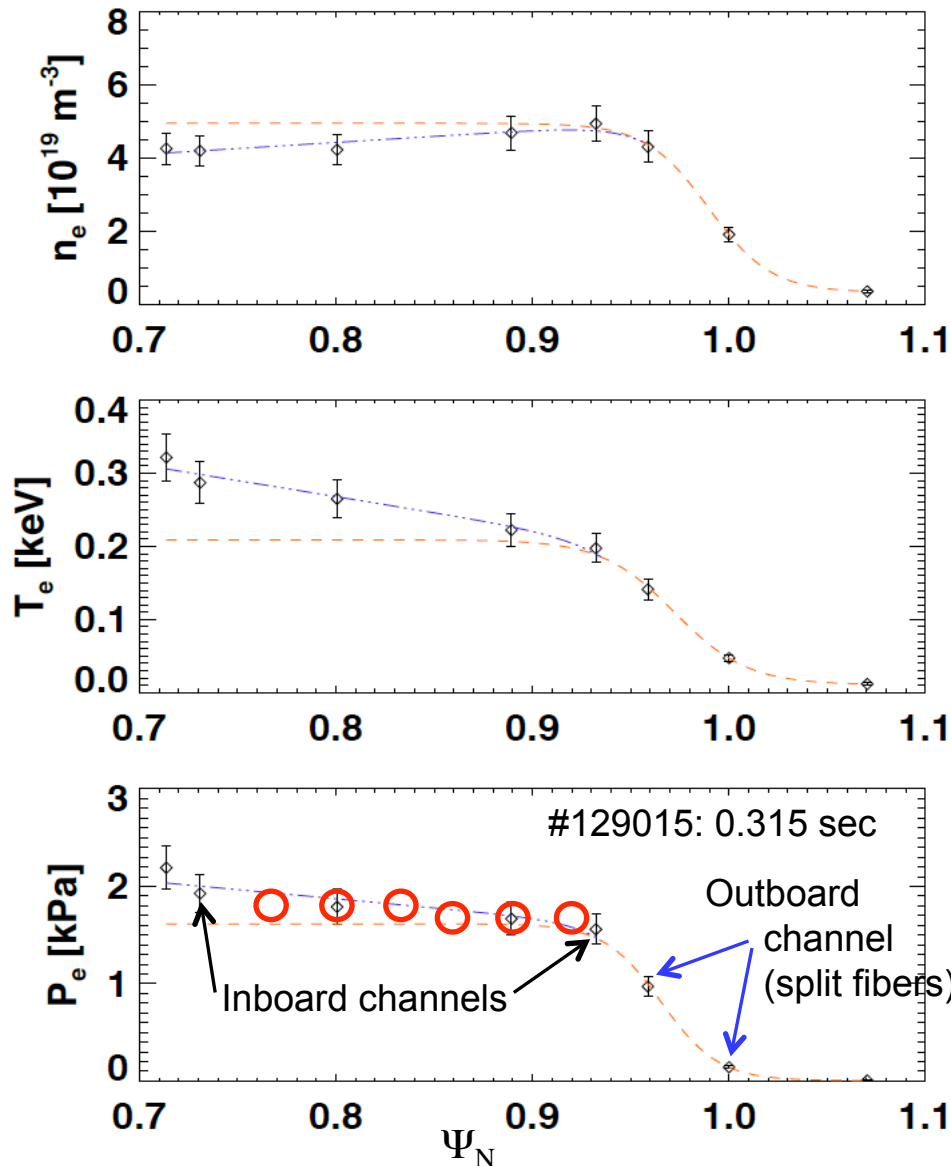 8
6
4
2
0
n_e [10^19 m^-3]
0.7 0.8 0.9 1.0 1.1
0.4
0.3
0.2
0.1
0.0
T_e [keV]
0.7 0.8 0.9 1.0 1.1
3
2
1
0
P_e [kPa]
#129015: 0.315 sec
Outboard
channel
(split fibers)
Inboard channels
0.7 0.8 0.9 1.0 1.1
Ψ_N